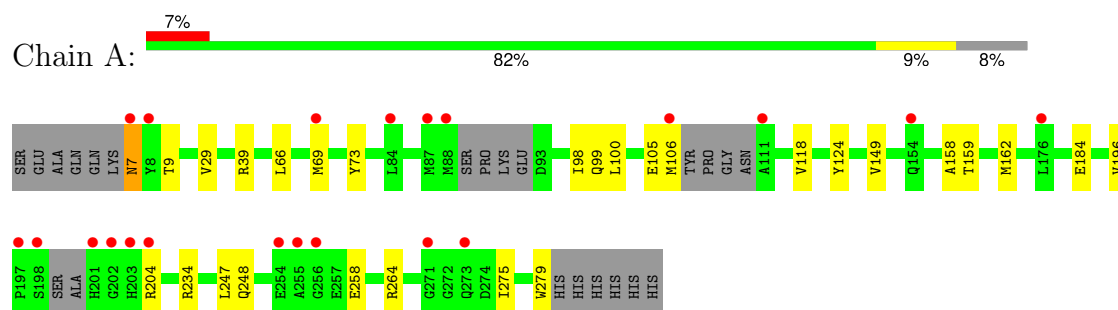 7%
Chain A:
82% 9% 8%
SER GLU ALA GLN GLN LYS N7 Y8 T9 V29 R39 L66 M69 Y73 L84 M87 M88 SER PRO LYS GLU D93 I98 Q99 L100 E105 M106 TYR PRO GLY ASN A111 V118 Y124 V149 Q154 A158 T159 M162 L176 E184
P197 S198 SER ALA H201 G202 H203 R204 R234 L247 Q248 E254 A255 G256 E257 E258 R264 G271 G272 Q273 D274 I275 W279 HIS HIS HIS HIS HIS HIS